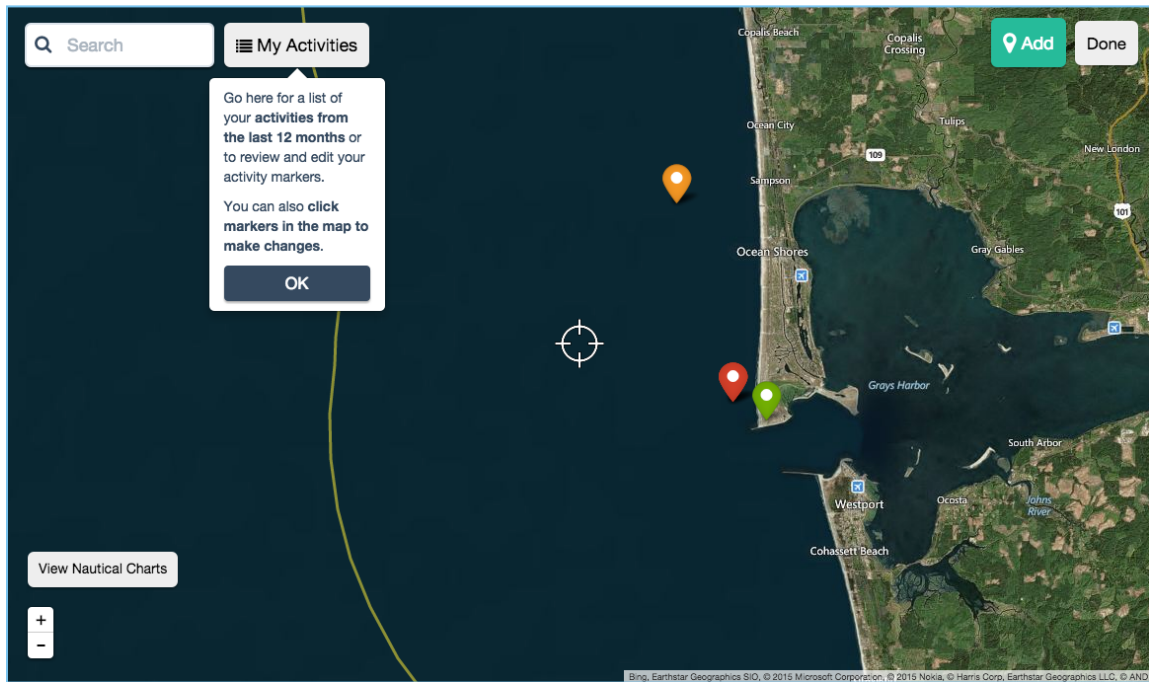 Search
My Activities
Add
Done
Go here for a list of
your activities from
the last 12 months or
to review and edit your
activity markers.
You can also click
markers in the map to
make changes.
OK
Copalis Beach
Copalis
Crossing
Ocean City
Tulips
109
New London
Sampson
101
Ocean Shores
Gray Gables
Grays Harbor
South Arbor
Westport
Ocosta
Johns
River
Cohassett Beach
View Nautical Charts
+
-
Bing, Earthstar Geographics SIO, © 2015 Microsoft Corporation, © 2015 Nokia, © Harris Corp, Earthstar Geographics LLC, © AND